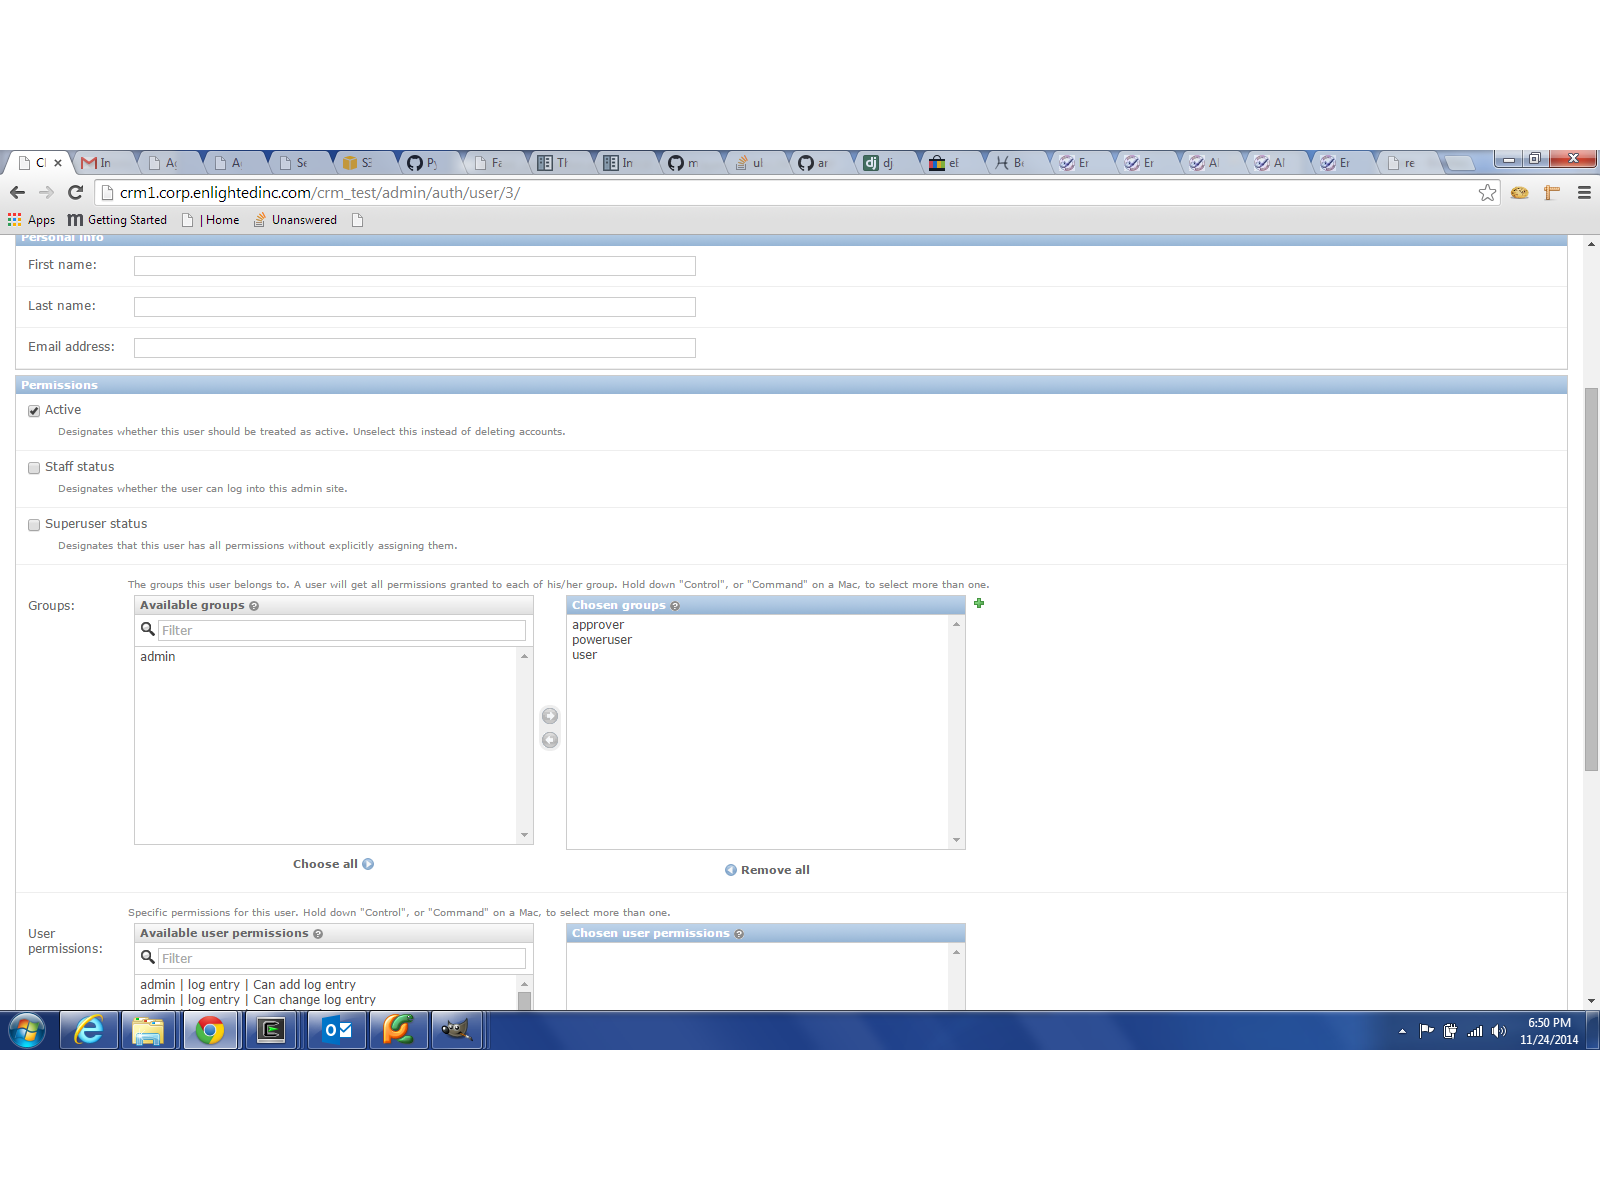 Cl In Ag A Se S3 Py Fa Tl In m ul ar dj el Be Er Er Al Al Er re
crm1.corp.enlightedinc.com/crm_test/admin/auth/user/3/
Apps Getting Started | Home Unanswered
Personal info
First name:
Last name:
Email address:
Permissions
Active
Designates whether this user should be treated as active. Unselect this instead of deleting accounts.
Staff status
Designates whether the user can log into this admin site.
Superuser status
Designates that this user has all permissions without explicitly assigning them.
The groups this user belongs to. A user will get all permissions granted to each of his/her group. Hold down "Control", or "Command" on a Mac, to select more than one.
Groups:
Available groups
Chosen groups
Filter
admin
approver
poweruser
user
Choose all
Remove all
Specific permissions for this user. Hold down "Control", or "Command" on a Mac, to select more than one.
User
permissions:
Available user permissions
Chosen user permissions
Filter
admin | log entry | Can add log entry
admin | log entry | Can change log entry
6:50 PM
11/24/2014